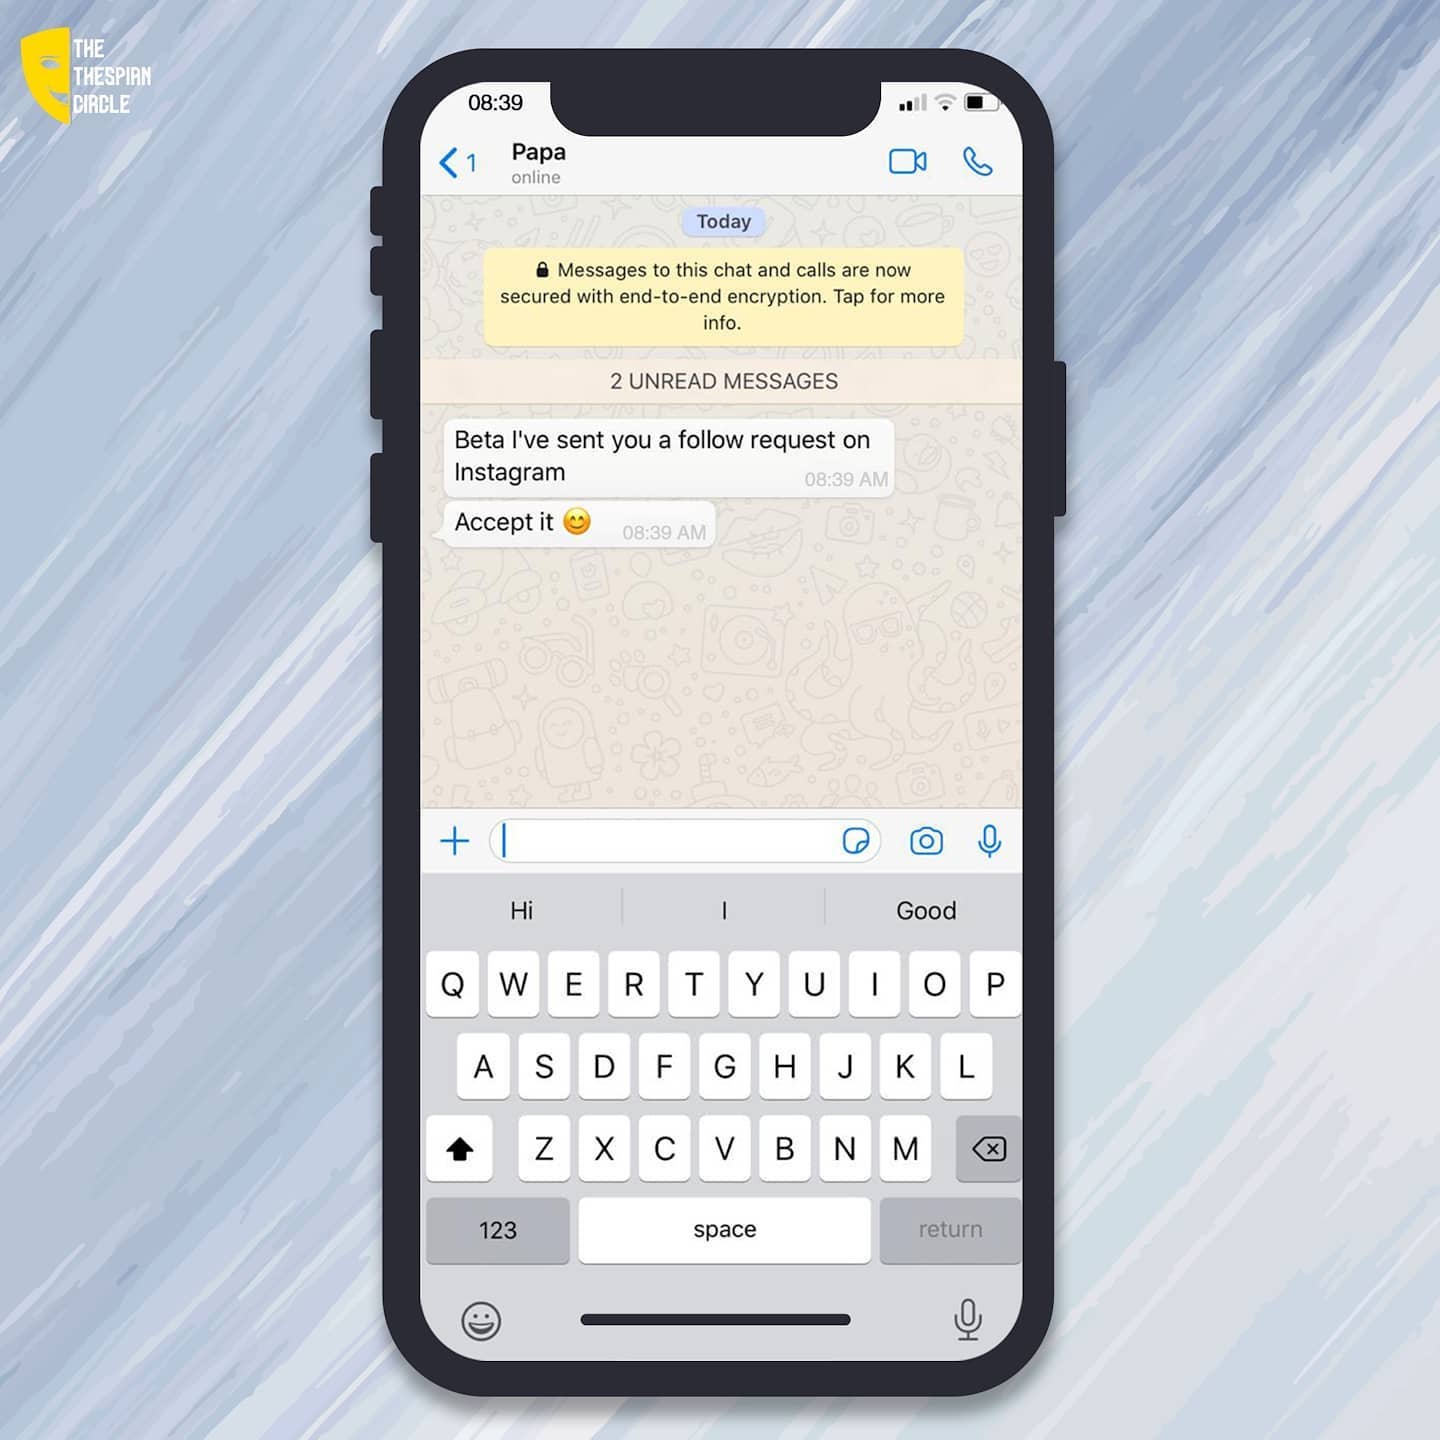 THE
THESPIAN
CIRCLE
08:39
1
Papa
online
Today
Messages to this chat and calls are now
secured with end-to-end encryption. Tap for more
info.
2 UNREAD MESSAGES
Beta I've sent you a follow request on
Instagram
08:39 AM
Accept it 😊 08:39 AM
Hi I Good
Q W E R T Y U I O P
A S D F G H J K L
Z X C V B N M
123 space return